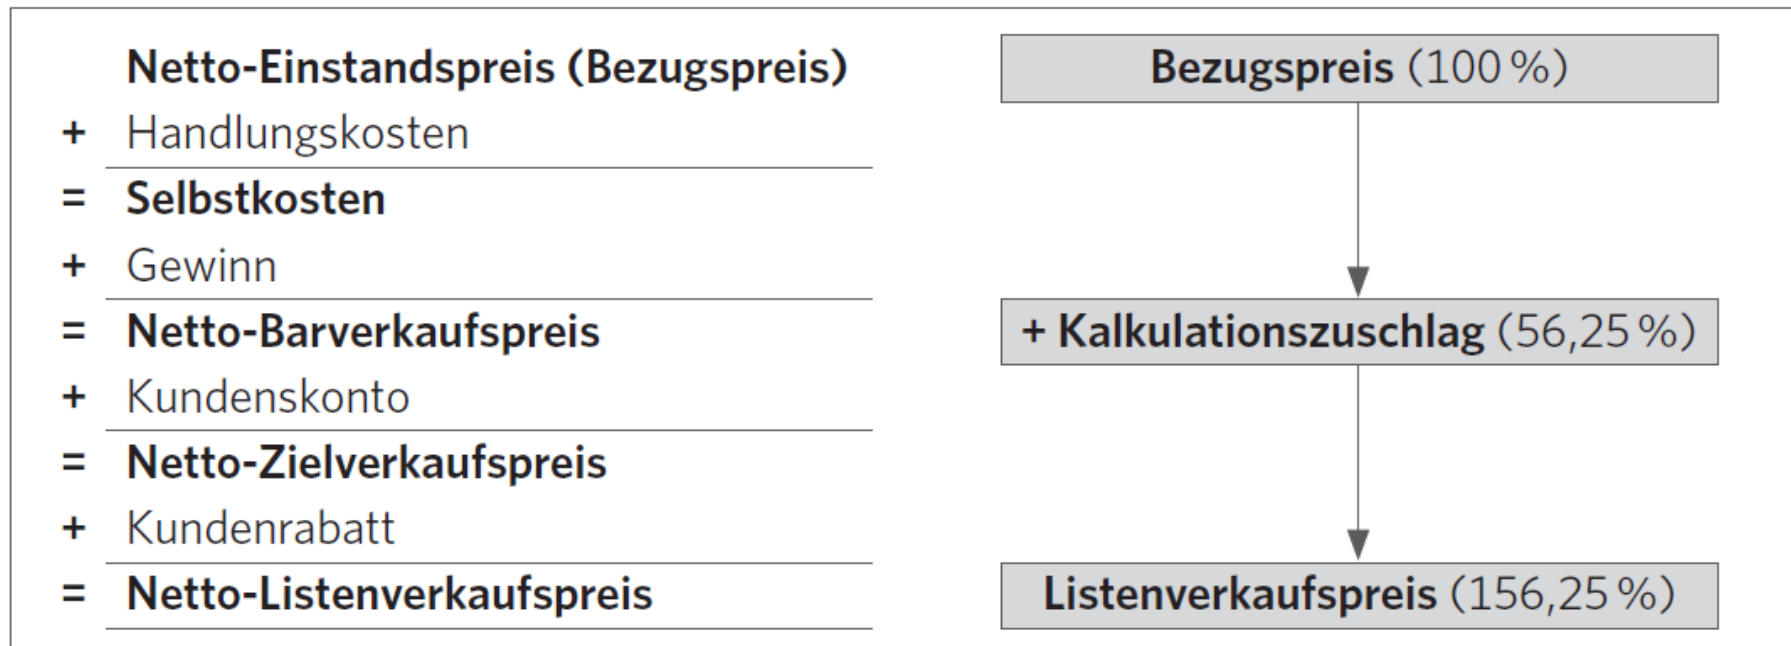 Netto-Einstandspreis (Bezugspreis)
+ Handlungskosten
= Selbstkosten
+ Gewinn
= Netto-Barverkaufspreis
+ Kundenskonto
= Netto-Zielverkaufspreis
+ Kundenrabatt
= Netto-Listenverkaufspreis
Bezugspreis (100 %)
+ Kalkulationszuschlag (56,25 %)
Listenverkaufspreis (156,25 %)